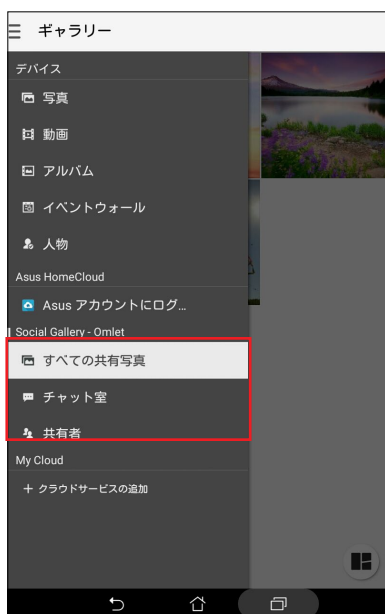 ギャラリー
デバイス
写真
動画
アルバム
イベントウォール
人物
Asus HomeCloud
Asus アカウントにログ...
Social Gallery - Omlet
すべての共有写真
チャット室
共有者
My Cloud
+ クラウドサービスの追加